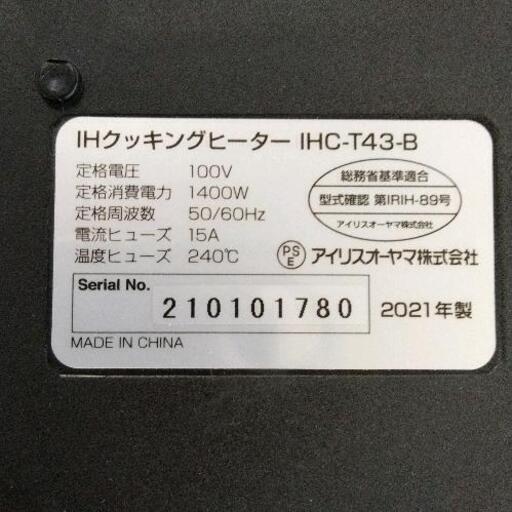 IHクッキングヒーター IHC-T43-B
定格電圧 100V
定格消費電力 1400W
定格周波数 50/60Hz
電流ヒューズ 15A
温度ヒューズ 240℃
総務省基準適合
型式確認 第IRIH-89号
アイリスオーヤマ株式会社
PS
E
アイリスオーヤマ株式会社
Serial No.
210101780
2021年製
MADE IN CHINA